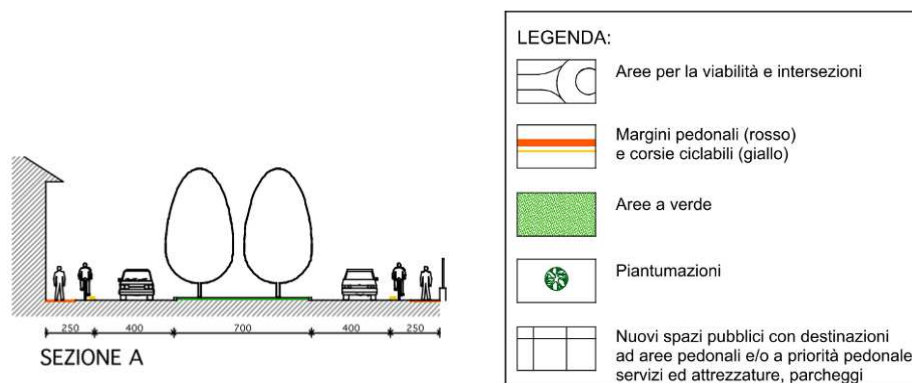 250 400 700 400 250
SEZIONE A
LEGENDA:
Aree per la viabilità e intersezioni
Margini pedonali (rosso)
e corsie ciclabili (giallo)
Aree a verde
Piantumazioni
Nuovi spazi pubblici con destinazioni
ad aree pedonali e/o a priorità pedonale
servizi ed attrezzature, parcheggi